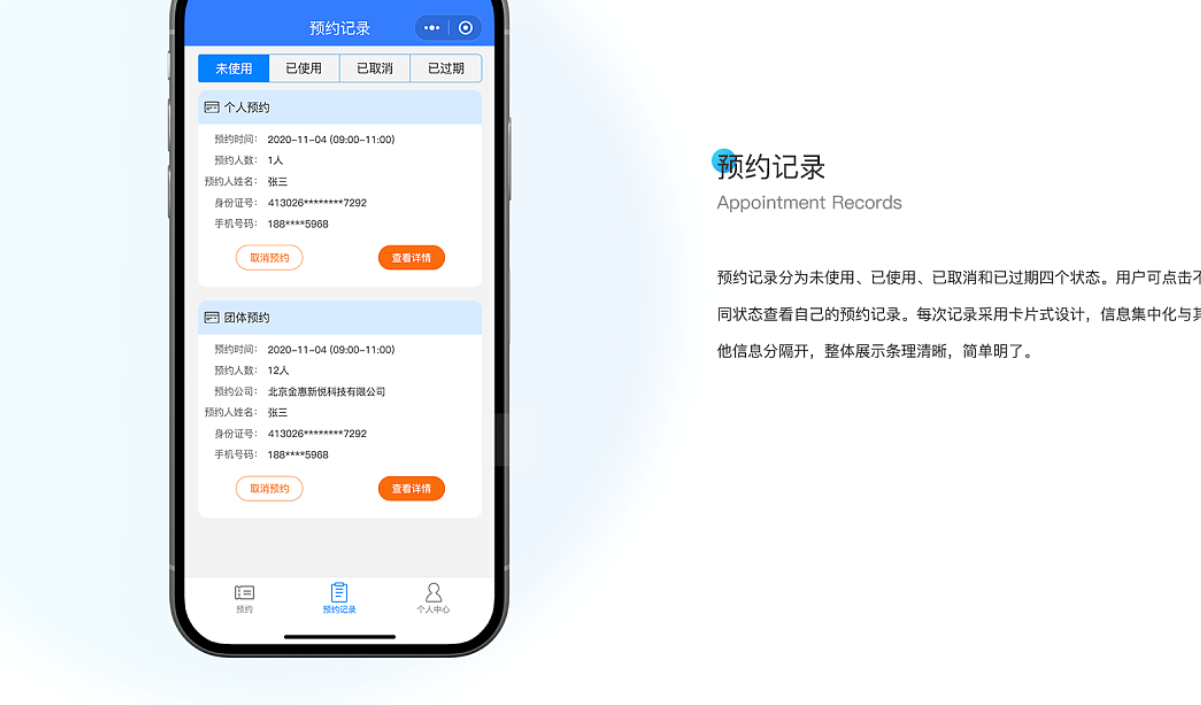 预约记录
未使用
已使用
已取消
已过期
个人预约
预约时间： 2020-11-04 (09:00-11:00)
预约人数： 1人
预约人姓名： 张三
身份证号： 413026********7292
手机号码： 188****5968
取消预约
查看详情
团体预约
预约时间： 2020-11-04 (09:00-11:00)
预约人数： 12人
预约公司： 北京金惠新悦科技有限公司
预约人姓名： 张三
身份证号： 413026********7292
手机号码： 188****5968
取消预约
查看详情
预约
预约记录
个人中心
预约记录
Appointment Records
预约记录分为未使用、已使用、已取消和已过期四个状态。用户可点击不
同状态查看自己的预约记录。每次记录采用卡片式设计，信息集中化与其
他信息分隔开，整体展示条理清晰，简单明了。